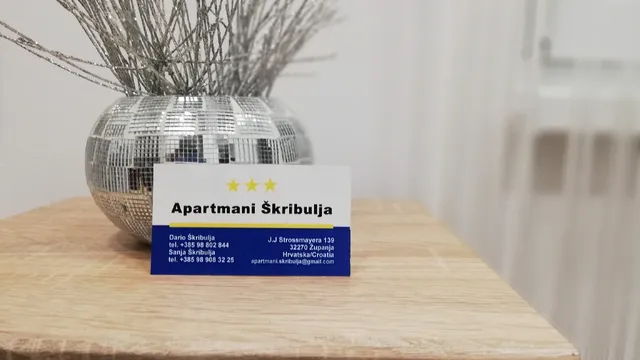 Apartmani Škribulja
Dario Škribulja
tel. +385 98 802 844
Sanja Škribulja
tel. +385 98 908 32 25
J.J Strossmayera 139
32270 Županja
Hrvatska/Croatia
apartmani.skribulja@gmail.com